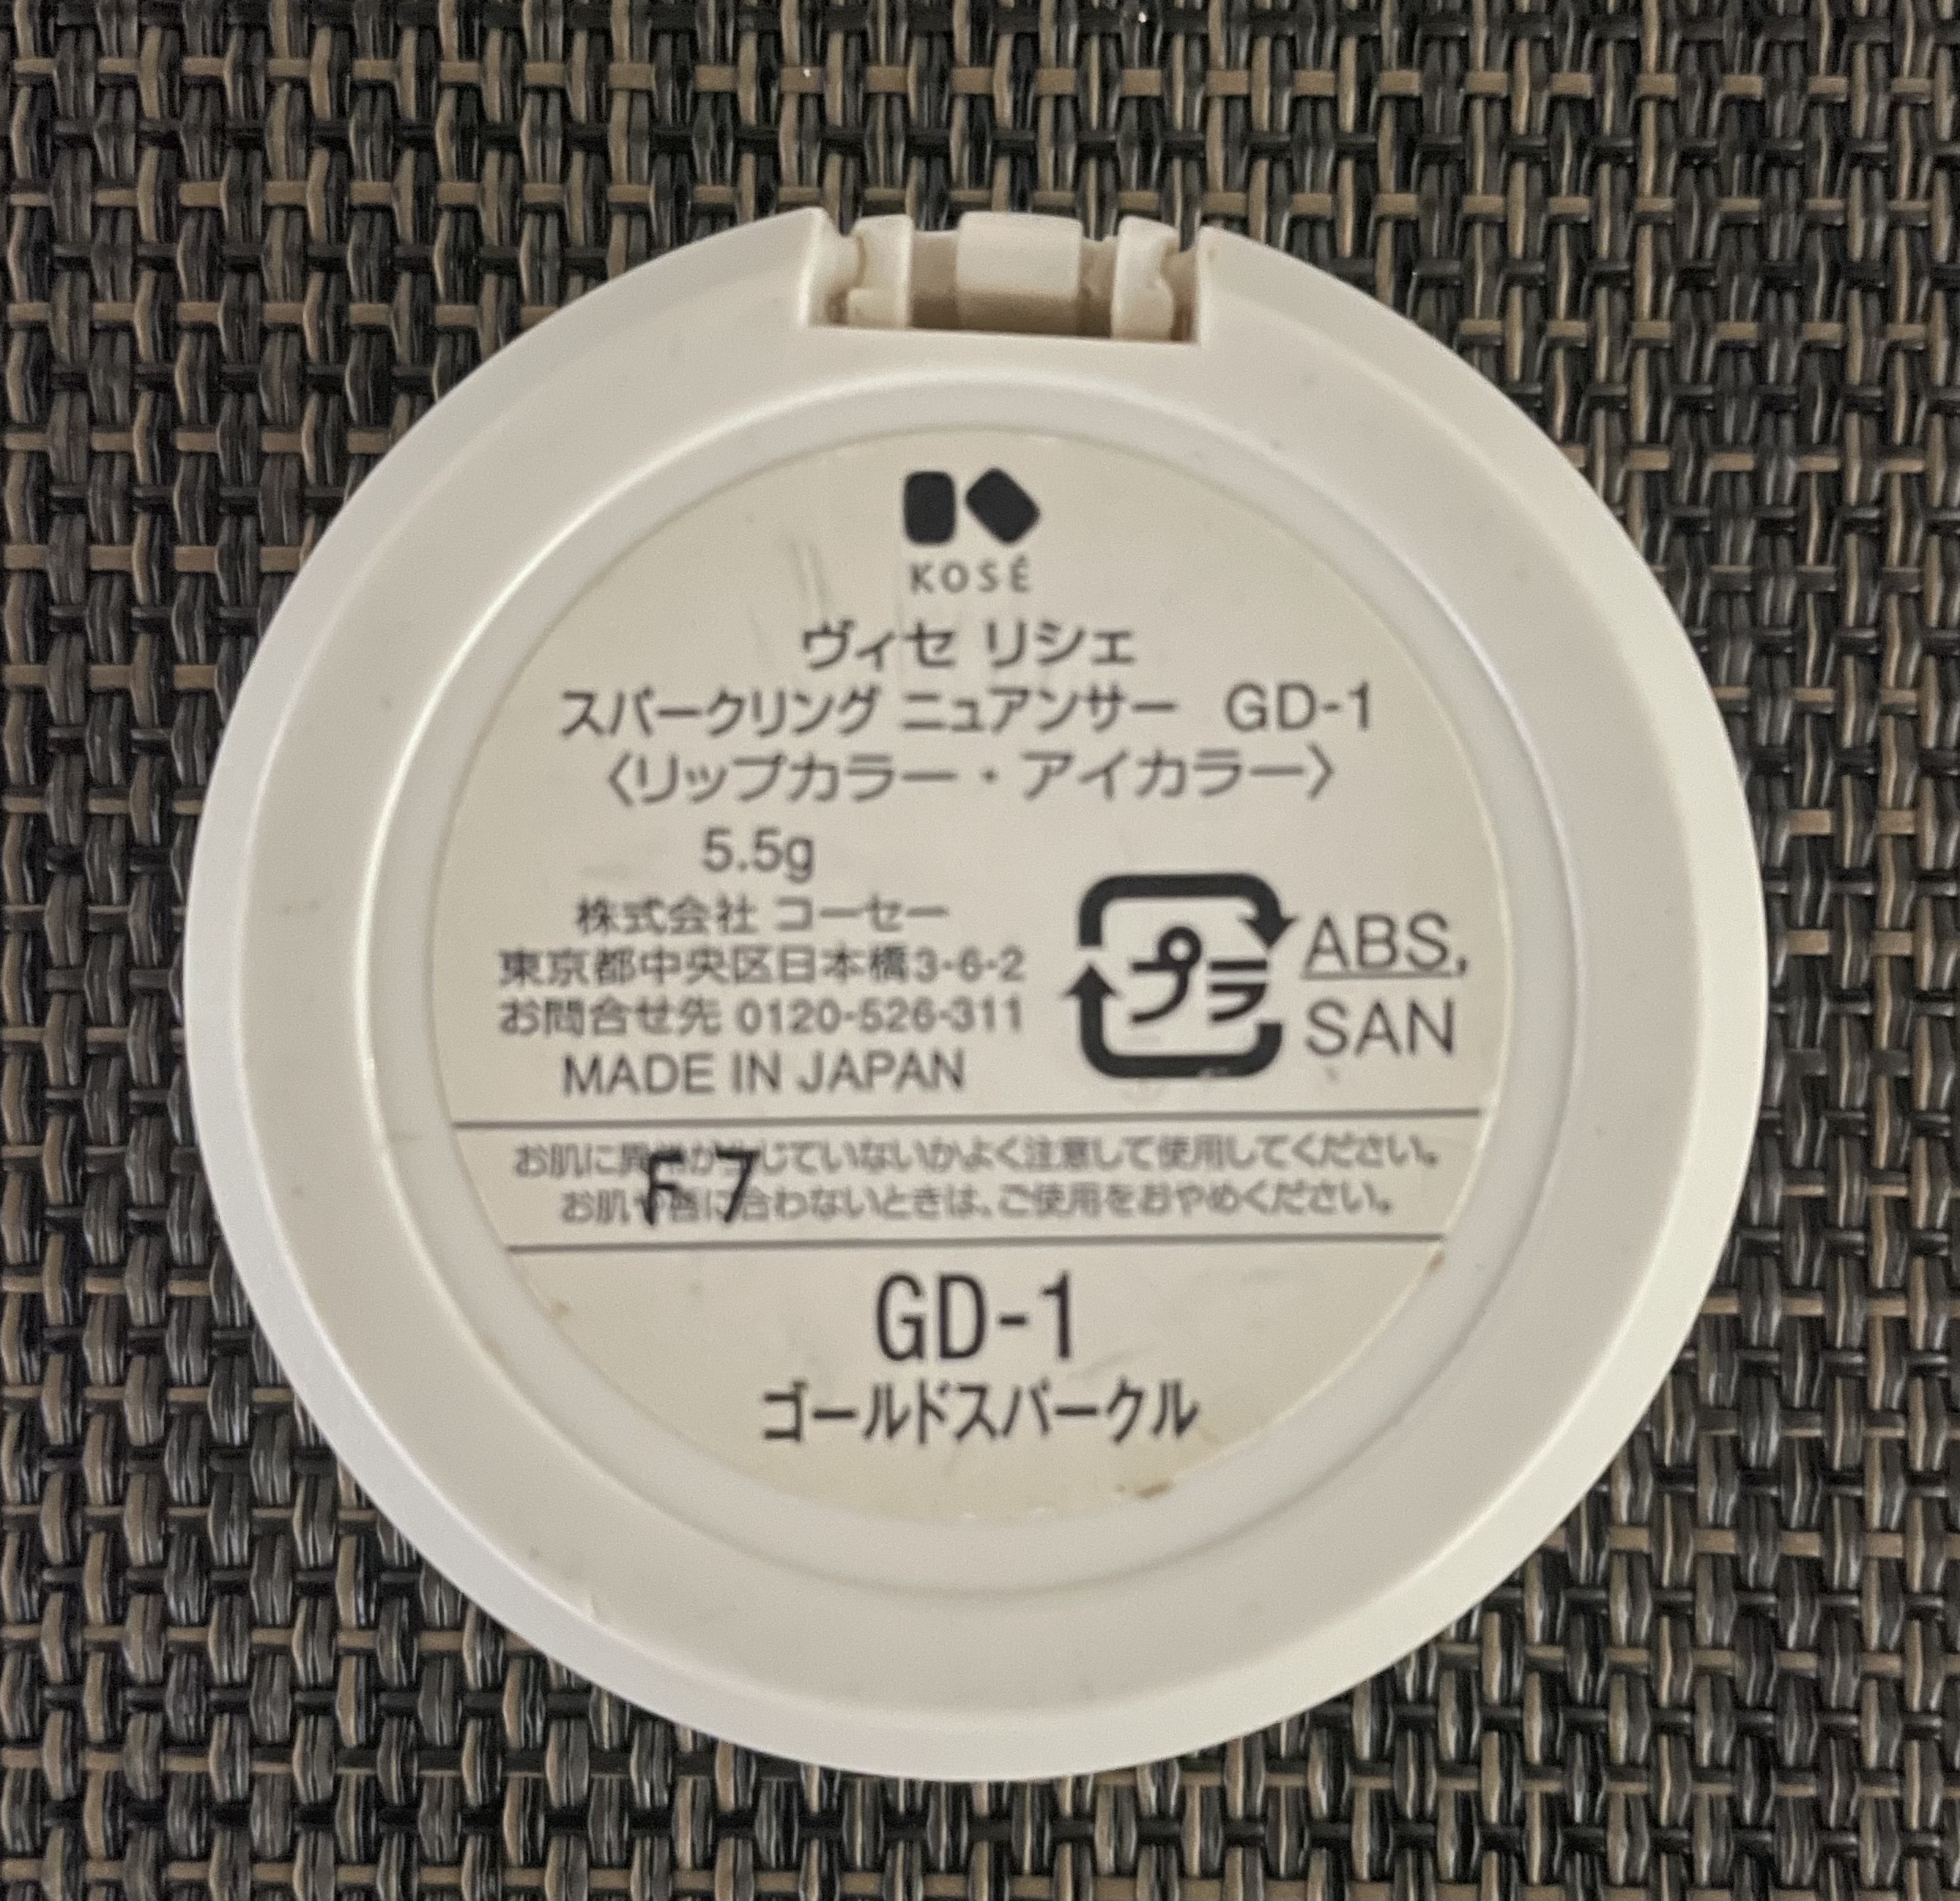 KOSÉ
ヴィセ リシェ
スパークリング ニュアンサー GD-1
〈リップカラー・アイカラー〉
5.5g
株式会社 コーセー
東京都中央区日本橋3-6-2
お問合せ先 0120-526-311
MADE IN JAPAN
プラ
ABS,
SAN
お肌に異常が生じていないかよく注意して使用してください。
お肌や唇に合わないときは、ご使用をおやめください。
F 7
GD-1
ゴールドスパークル